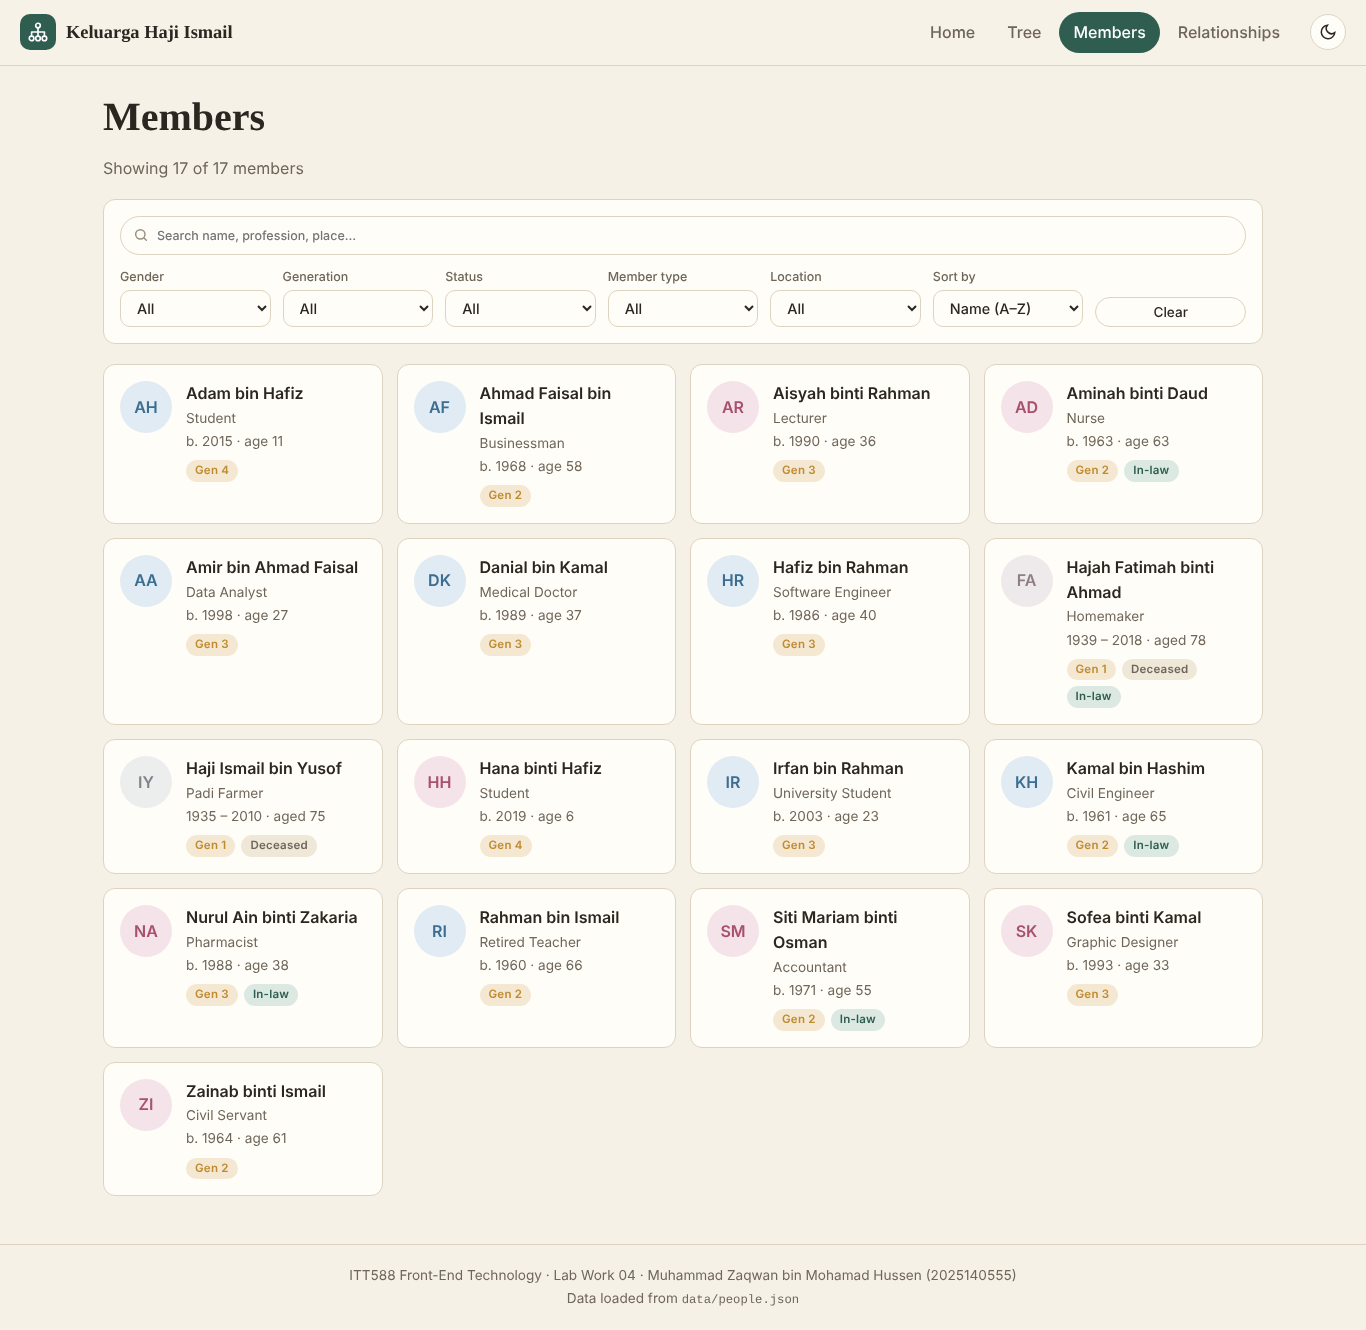 Keluarga Haji Ismail
Home
Tree
Members
Relationships
Members
Showing 17 of 17 members
Search name, profession, place...
Gender
Generation
Status
Member type
Location
Sort by
All
All
All
All
All
Name (A–Z)
Clear
AH
Adam bin Hafiz
Student
b. 2015 · age 11
Gen 4
AF
Ahmad Faisal bin
Ismail
Businessman
b. 1968 · age 58
Gen 2
AR
Aisyah binti Rahman
Lecturer
b. 1990 · age 36
Gen 3
AD
Aminah binti Daud
Nurse
b. 1963 · age 63
Gen 2 In-law
AA
Amir bin Ahmad Faisal
Data Analyst
b. 1998 · age 27
Gen 3
DK
Danial bin Kamal
Medical Doctor
b. 1989 · age 37
Gen 3
HR
Hafiz bin Rahman
Software Engineer
b. 1986 · age 40
Gen 3
FA
Hajah Fatimah binti
Ahmad
Homemaker
1939 – 2018 · aged 78
Gen 1 Deceased
In-law
IY
Haji Ismail bin Yusof
Padi Farmer
1935 – 2010 · aged 75
Gen 1 Deceased
HH
Hana binti Hafiz
Student
b. 2019 · age 6
Gen 4
IR
Irfan bin Rahman
University Student
b. 2003 · age 23
Gen 3
KH
Kamal bin Hashim
Civil Engineer
b. 1961 · age 65
Gen 2 In-law
NA
Nurul Ain binti Zakaria
Pharmacist
b. 1988 · age 38
Gen 3 In-law
RI
Rahman bin Ismail
Retired Teacher
b. 1960 · age 66
Gen 2
SM
Siti Mariam binti
Osman
Accountant
b. 1971 · age 55
Gen 2 In-law
SK
Sofea binti Kamal
Graphic Designer
b. 1993 · age 33
Gen 3
ZI
Zainab binti Ismail
Civil Servant
b. 1964 · age 61
Gen 2
ITT588 Front-End Technology · Lab Work 04 · Muhammad Zaqwan bin Mohamad Hussen (2025140555)
Data loaded from data/people.json